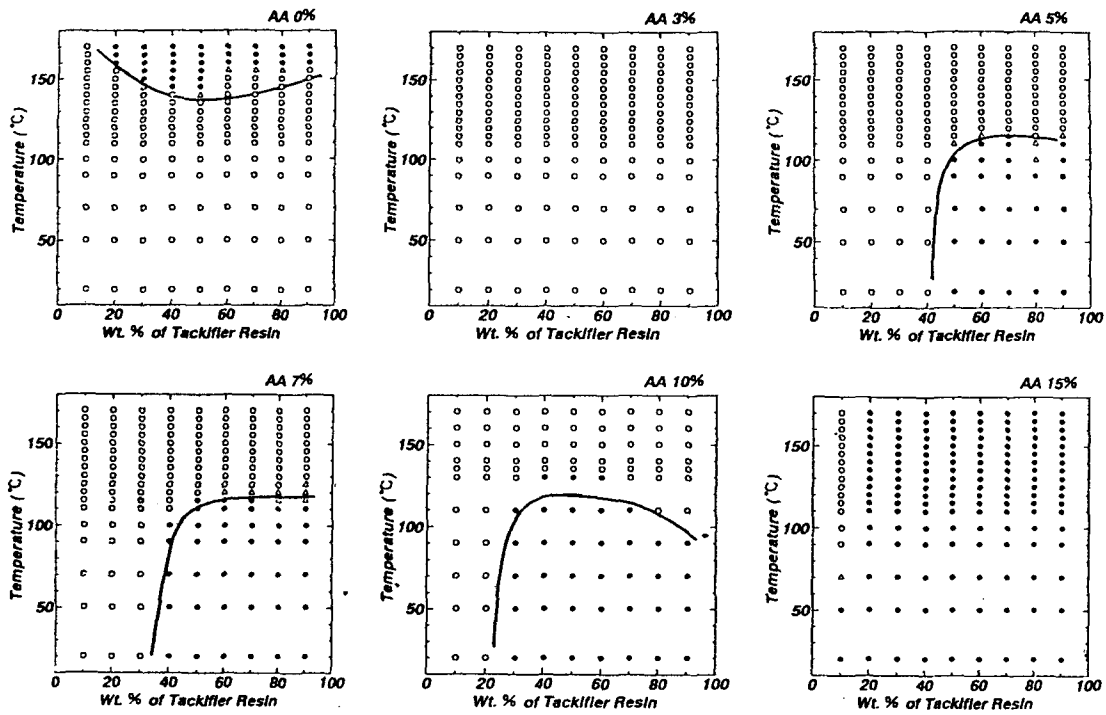 AA 0%
Temperature (°C)
150
100
50
0 20 40 60 80 100
Wt. % of Tackifier Resin
AA 3%
Temperature (°C)
150
100
50
0 20 40 60 80 100
Wt. % of Tackifier Resin
AA 5%
Temperature (°C)
150
100
50
0 20 40 60 80 100
Wt. % of Tackifier Resin
AA 7%
Temperature (°C)
150
100
50
0 20 40 60 80 100
Wt. % of Tackifier Resin
AA 10%
Temperature (°C)
150
100
50
0 20 40 60 80 100
Wt. % of Tackifier Resin
AA 15%
Temperature (°C)
150
100
50
0 20 40 60 80 100
Wt. % of Tackifier Resin